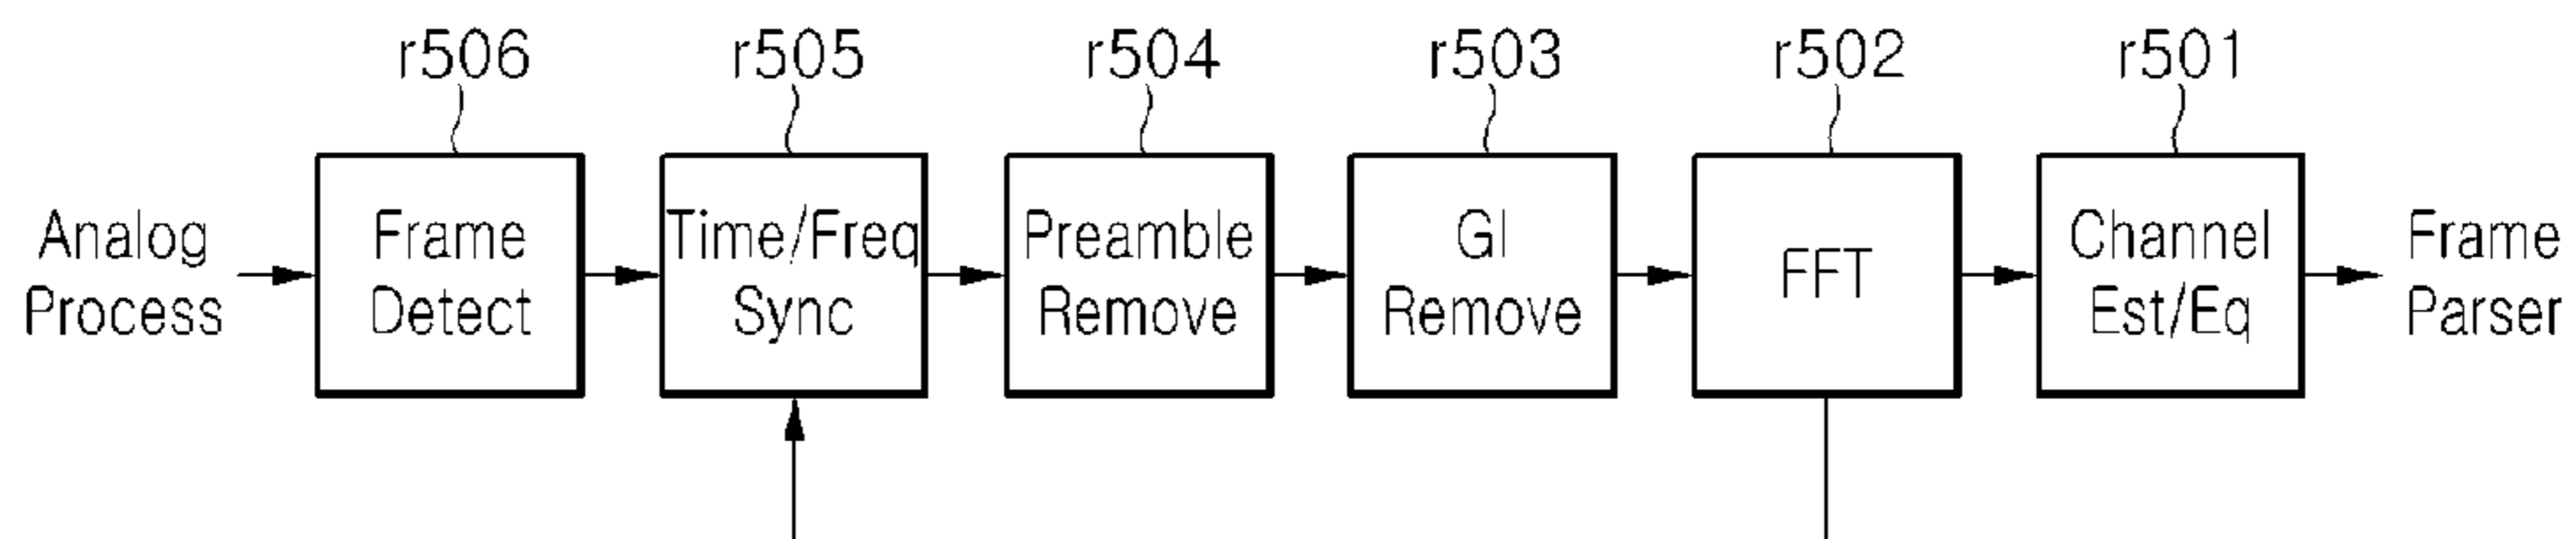 r506
r505
r504
r503
r502
r501
Analog
Process
Frame
Detect
Time/Freq
Sync
Preamble
Remove
GI
Remove
FFT
Channel
Est/Eq
Frame
Parser